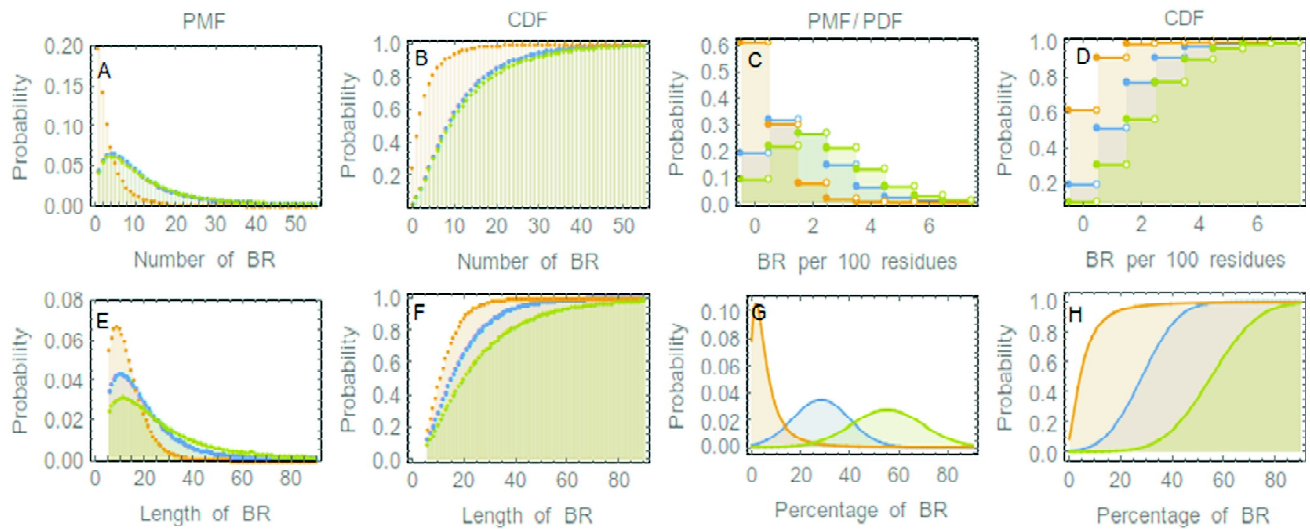 PMF
CDF
PMF/PDF
CDF
A
Probability
0.20
0.15
0.10
0.05
0.00
0 10 20 30 40 50
Number of BR
B
Probability
1.0
0.8
0.6
0.4
0.2
0 10 20 30 40 50
Number of BR
C
Probability
0.6
0.5
0.4
0.3
0.2
0.1
0.0
0 2 4 6
BR per 100 residues
D
Probability
1.0
0.8
0.6
0.4
0.2
0 2 4 6
BR per 100 residues
E
Probability
0.08
0.06
0.04
0.02
0.00
0 20 40 60 80
Length of BR
F
Probability
1.0
0.8
0.6
0.4
0.2
0.0
0 20 40 60 80
Length of BR
G
Probability
0.10
0.08
0.06
0.04
0.02
0.00
0 20 40 60 80
Percentage of BR
H
Probability
1.0
0.8
0.6
0.4
0.2
0.0
0 20 40 60 80
Percentage of BR